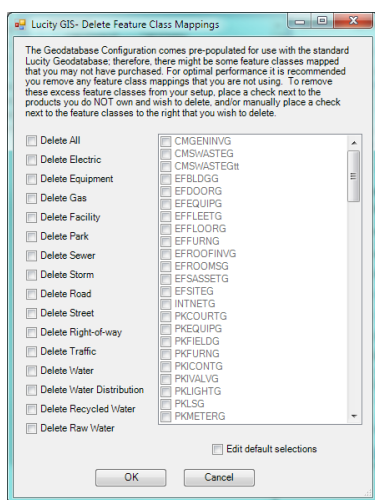 Lucity GIS- Delete Feature Class Mappings
The Geodatabase Configuration comes pre-populated for use with the standard
Lucity Geodatabase; therefore, there might be some feature classes mapped
that you may not have purchased. For optimal performance it is recommended
you remove any feature class mappings that you are not using. To remove
these excess feature classes from your setup, place a check next to the
products you do NOT own and wish to delete, and/or manually place a check
next to the feature classes to the right that you wish to delete.
Delete All
Delete Electric
Delete Equipment
Delete Gas
Delete Facility
Delete Park
Delete Sewer
Delete Storm
Delete Road
Delete Street
Delete Right-of-way
Delete Traffic
Delete Water
Delete Water Distribution
Delete Recycled Water
Delete Raw Water
CMGENINVG
CMSWASTEG
CMSWASTEGtt
EFBLDGG
EFDOORG
EFEQUIPG
EFFLEETG
EFFLOORG
EFFURNG
EFROOFINVG
EFROOMSG
EFSASSETG
EFSITEG
INTNETG
PKCOURTG
PKEQUIPG
PKFIELDG
PKFURNG
PKICONTG
PKIVALVG
PKLIGHTG
PKLSG
PKMETERG
Edit default selections
OK
Cancel